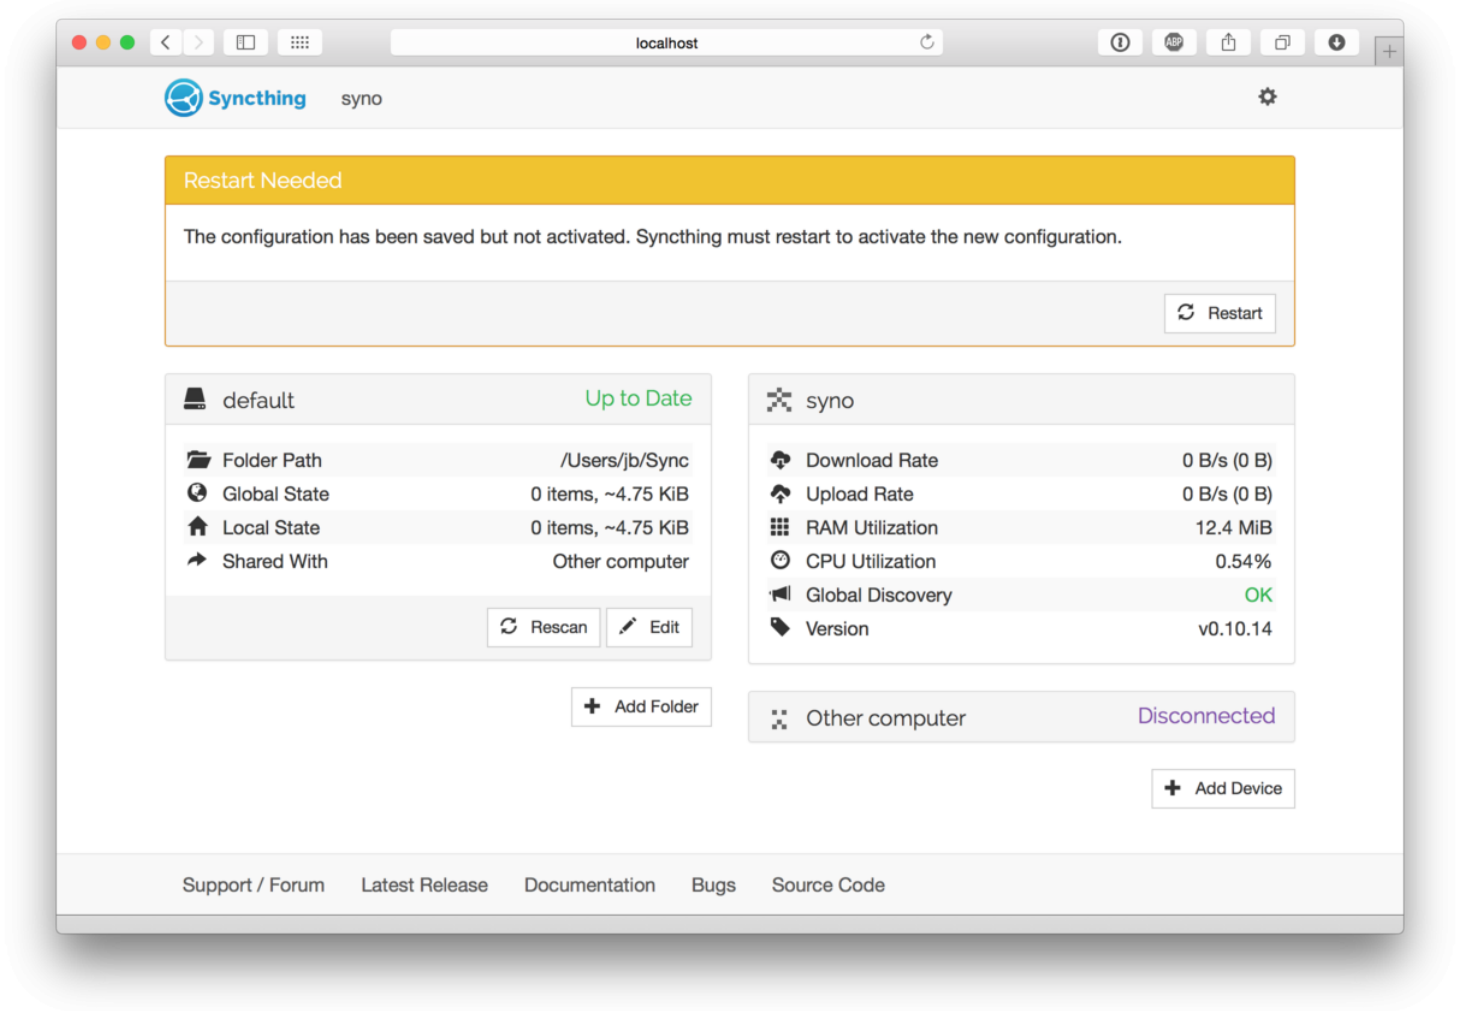 localhost
ABP
Syncthing syno
Restart Needed
The configuration has been saved but not activated. Syncthing must restart to activate the new configuration.
Restart
default Up to Date
Folder Path /Users/jb/Sync
Global State 0 items, ~4.75 KiB
Local State 0 items, ~4.75 KiB
Shared With Other computer
Rescan Edit
Add Folder
syno
Download Rate 0 B/s (0 B)
Upload Rate 0 B/s (0 B)
RAM Utilization 12.4 MiB
CPU Utilization 0.54%
Global Discovery OK
Version v0.10.14
Other computer Disconnected
Add Device
Support / Forum Latest Release Documentation Bugs Source Code